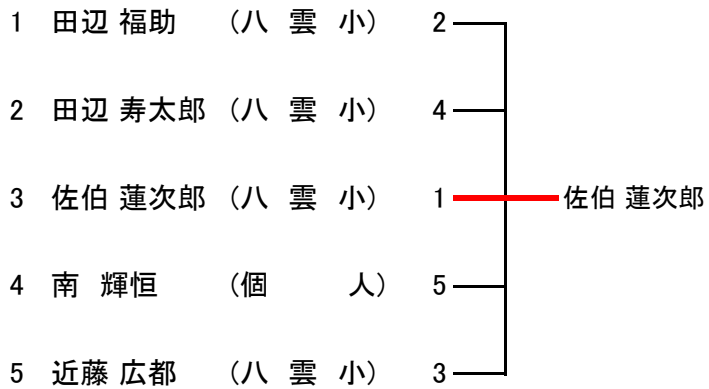 1 田辺 福助 （八 雲 小） 2
2 田辺 寿太郎 （八 雲 小） 4
3 佐伯 蓮次郎 （八 雲 小） 1 佐伯 蓮次郎
4 南 輝恒 （個 人） 5
5 近藤 広都 （八 雲 小） 3